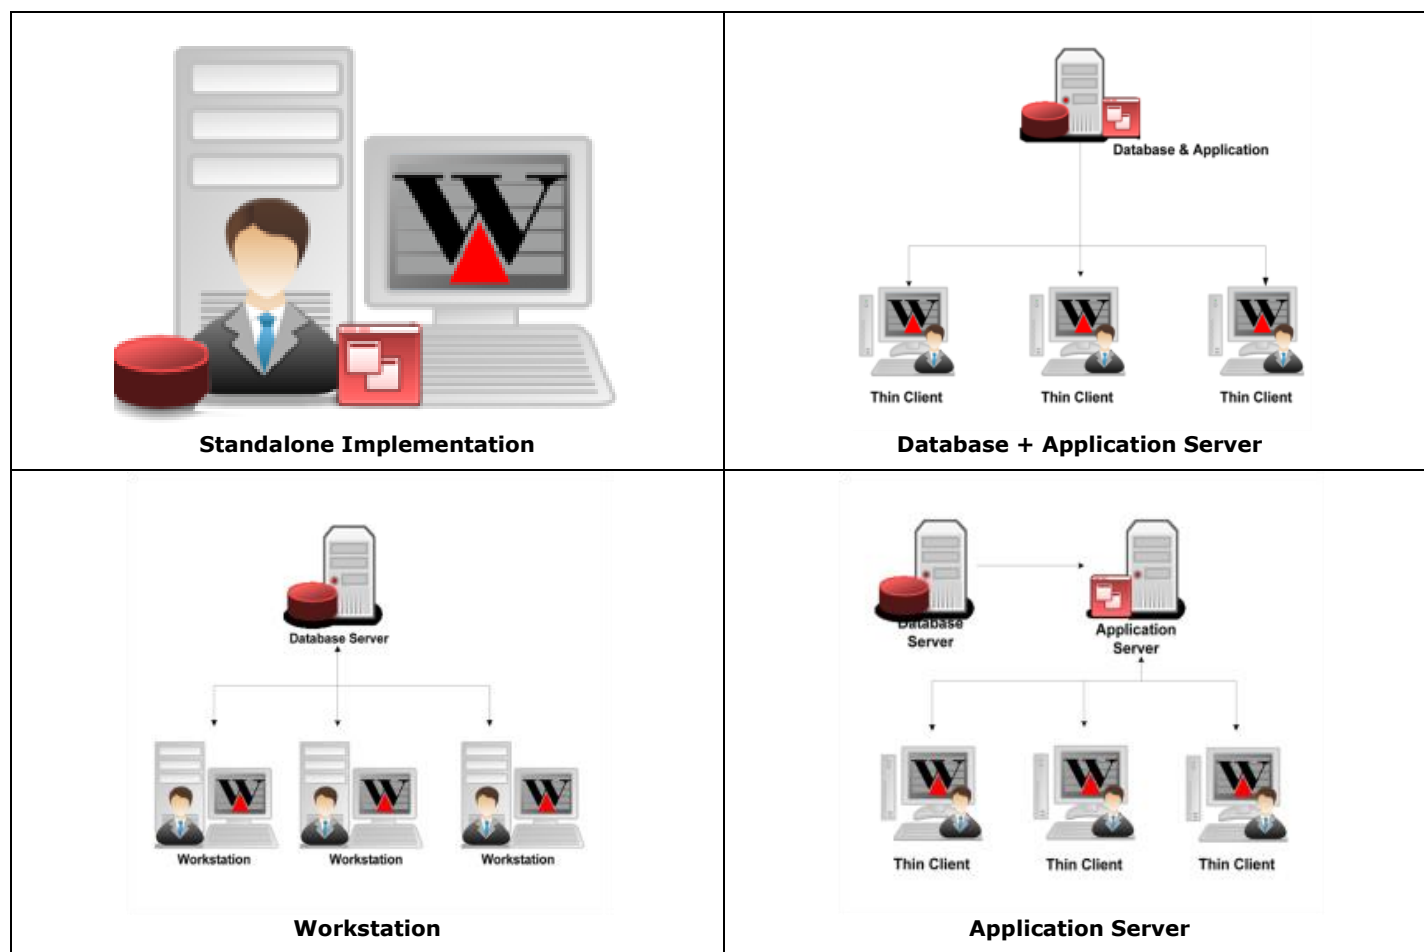 Standalone Implementation
Database & Application
Thin Client Thin Client Thin Client
Database + Application Server
Database Server
Workstation Workstation Workstation
Workstation
Database
Server
Application
Server
Thin Client Thin Client Thin Client
Application Server